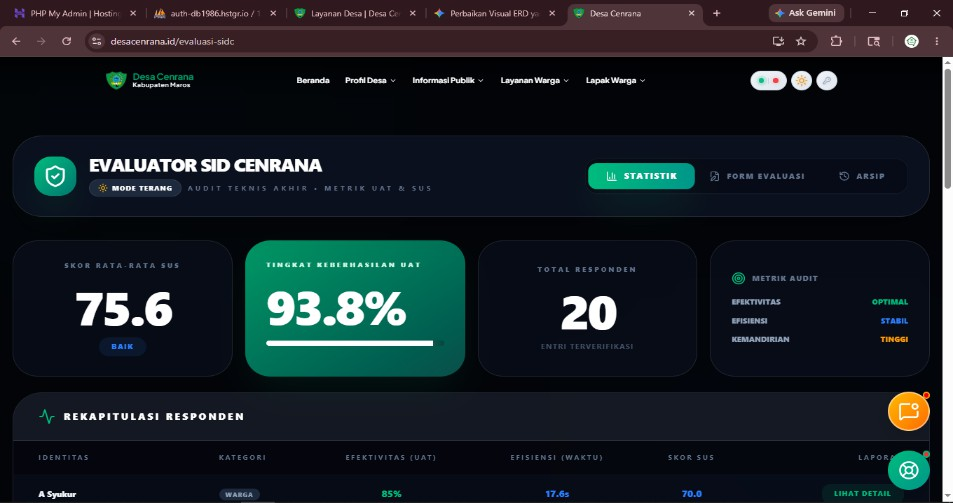 PHP My Admin | Hosting
auth-db1986.hstgr.io / 1
Layanan Desa | Desa Ce
Perbaikan Visual ERD ya
Desa Cenrana
Ask Gemini
desacenrana.id/evaluasi-sidc
Desa Cenrana
Kabupaten Maros
Beranda
Profil Desa
Informasi Publik
Layanan Warga
Lapak Warga
EVALUATOR SID CENRANA
MODE TERANG
AUDIT TEKNIS AKHIR • METRIK UAT & SUS
STATISTIK
FORM EVALUASI
ARSIP
SKOR RATA-RATA SUS
75.6
BAIK
TINGKAT KEBERHASILAN UAT
93.8%
TOTAL RESPONDEN
20
ENTRI TERVERIFIKASI
METRIK AUDIT
EFEKTIVITAS OPTIMAL
EFISIENSI STABIL
KEMANDIRIAN TINGGI
REKAPITULASI RESPONDEN
IDENTITAS KATEGORI EFEKTIVITAS (UAT) EFISIENSI (WAKTU) SKOR SUS LAPORA
A Syukur WARGA 85% 17.6s 70.0 LIHAT DETAIL